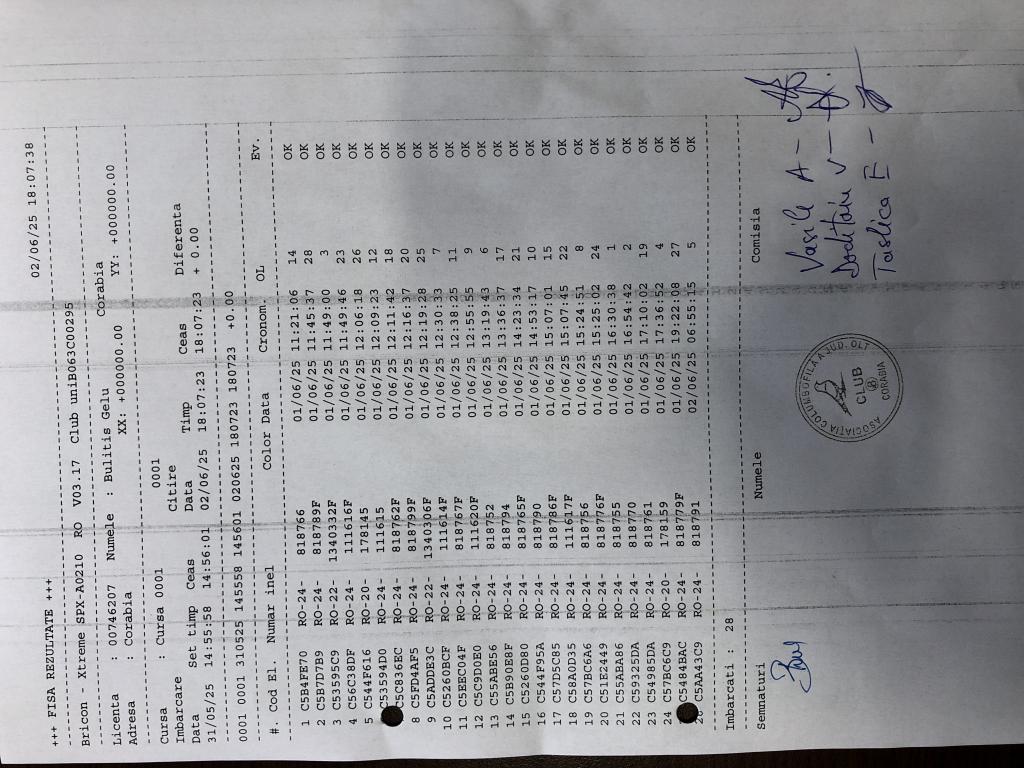 +++ FISA REZULTATE +++ 02/06/25 18:07:38
Bricon - Xtreme SPX-A0210 RO V03.17 Club uniB063C00295
Licenta : 00746207 Numele : Bulitis Gelu Corabia
Adresa : Corabia XX: +000000.00 YY: +000000.00
Cursa : Cursa 0001 0001
Imbarcare Citire
Data Set timp Ceas Data Timp Ceas Diferenta
31/05/25 14:55:58 14:56:01 02/06/25 18:07:23 18:07:23 + 0.00
0001 0001 310525 145558 145601 020625 180723 180723 +0.00
#. Cod El. Numar inel Color Data Cronom. OL Ev.
1 C5B4FE70 RO-24- 818766 01/06/25 11:21:06 14 OK
2 C5B7D7B9 RO-24- 818789F 01/06/25 11:45:37 28 OK
3 C53595C9 RO-22- 1340332F 01/06/25 11:49:00 3 OK
4 C56C38DF RO-24- 111616F 01/06/25 11:49:46 23 OK
5 C544F616 RO-20- 178145 01/06/25 12:06:18 26 OK
C53594D0 RO-24- 111615 01/06/25 12:09:23 12 OK
C5C836EC RO-24- 818762F 01/06/25 12:11:42 18 OK
8 C5FD4AF5 RO-24- 818799F 01/06/25 12:16:37 20 OK
9 C5ADDE3C RO-22- 1340306F 01/06/25 12:19:28 25 OK
10 C5260BCF RO-24- 111614F 01/06/25 12:30:33 7 OK
11 C5EEC04F RO-24- 818767F 01/06/25 12:38:25 11 OK
12 C5C9D0E0 RO-24- 111620F 01/06/25 12:55:55 9 OK
13 C55ABE56 RO-24- 818752 01/06/25 13:19:43 6 OK
14 C5B90E8F RO-24- 818794 01/06/25 13:36:37 17 OK
15 C5260D80 RO-24- 818765F 01/06/25 14:23:34 21 OK
16 C544F95A RO-24- 818790 01/06/25 14:53:17 10 OK
17 C57D5C85 RO-24- 818786F 01/06/25 15:07:01 15 OK
18 C58A0D35 RO-24- 111617F 01/06/25 15:07:45 22 OK
19 C57BC6A6 RO-24- 818756 01/06/25 15:24:51 8 OK
20 C51E2449 RO-24- 818776F 01/06/25 15:25:02 24 OK
21 C55ABA86 RO-24- 818755 01/06/25 16:30:38 1 OK
22 C59325DA RO-24- 818770 01/06/25 16:54:42 2 OK
23 C54985DA RO-24- 818761 01/06/25 17:10:02 19 OK
24 C57BC6C9 RO-20- 178159 01/06/25 17:36:52 4 OK
C5484BAC RO-24- 818779F 01/06/25 19:22:08 27 OK
26 C5AA43C9 RO-24- 818791 02/06/25 06:55:15 5 OK
Imbarcati : 28
Semnaturi Numele Comisia
Vasile A -
V -
Taslica F -
ASOCIAȚIA COLUMBOFILĂ A JUD. OLT
CLUB
CORABIA